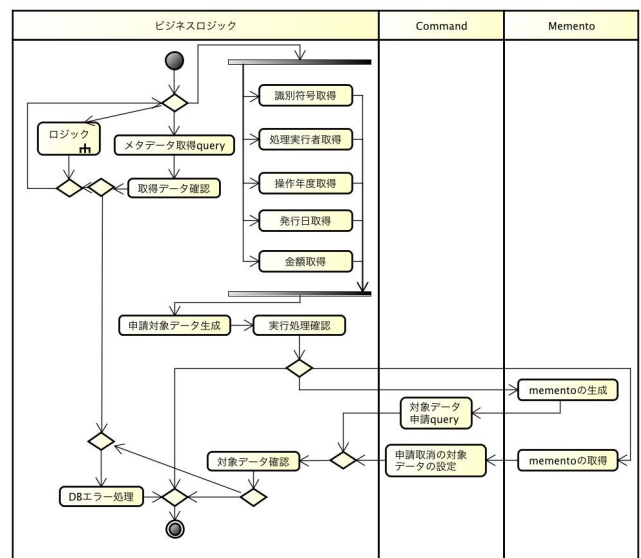 ビジネスロジック
Command
Memento
識別符号取得
ロジック
メタデータ取得query
処理実行者取得
取得データ確認
操作年度取得
発行日取得
金額取得
申請対象データ生成
実行処理確認
mementoの生成
対象データ
申請query
対象データ確認
申請取消の対象
データの設定
mementoの取得
DBエラー処理